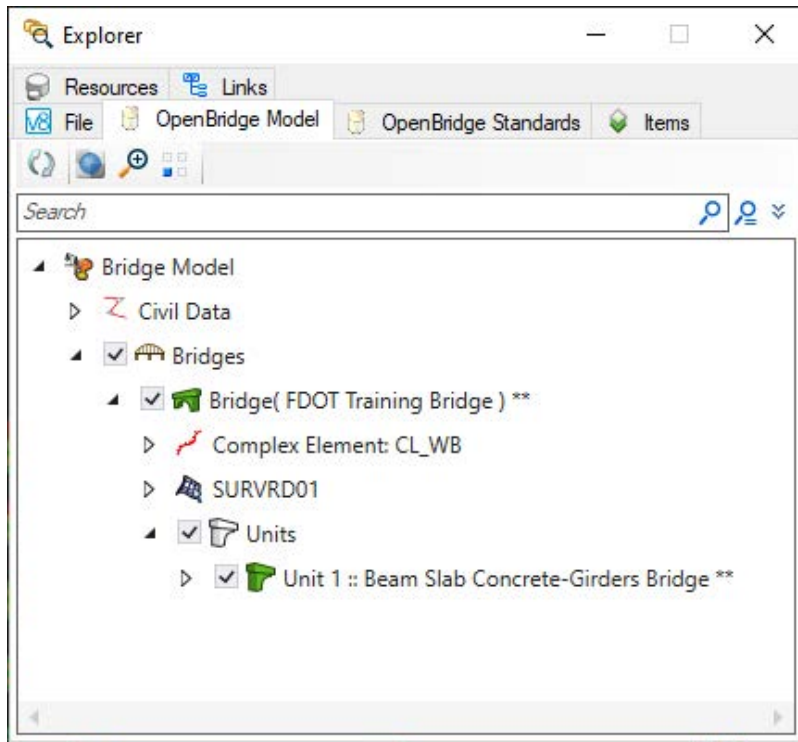 Explorer
Resources Links
V8 File OpenBridge Model OpenBridge Standards Items
Search
Bridge Model
Civil Data
Bridges
Bridge( FDOT Training Bridge ) **
Complex Element: CL_WB
SURVRD01
Units
Unit 1 :: Beam Slab Concrete-Girders Bridge **